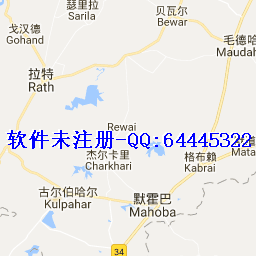 瑟里拉
Sarila
贝瓦尔
Bewar
戈汉德
Gohand
毛德哈
Maudah
拉特
Rath
Rewai
软件未注册-QQ:64445322
杰尔卡里
Charkhari
格布賴
Kabrai
Mata
古尔伯哈尔
Kulpahar
默霍巴
Mahoba
34